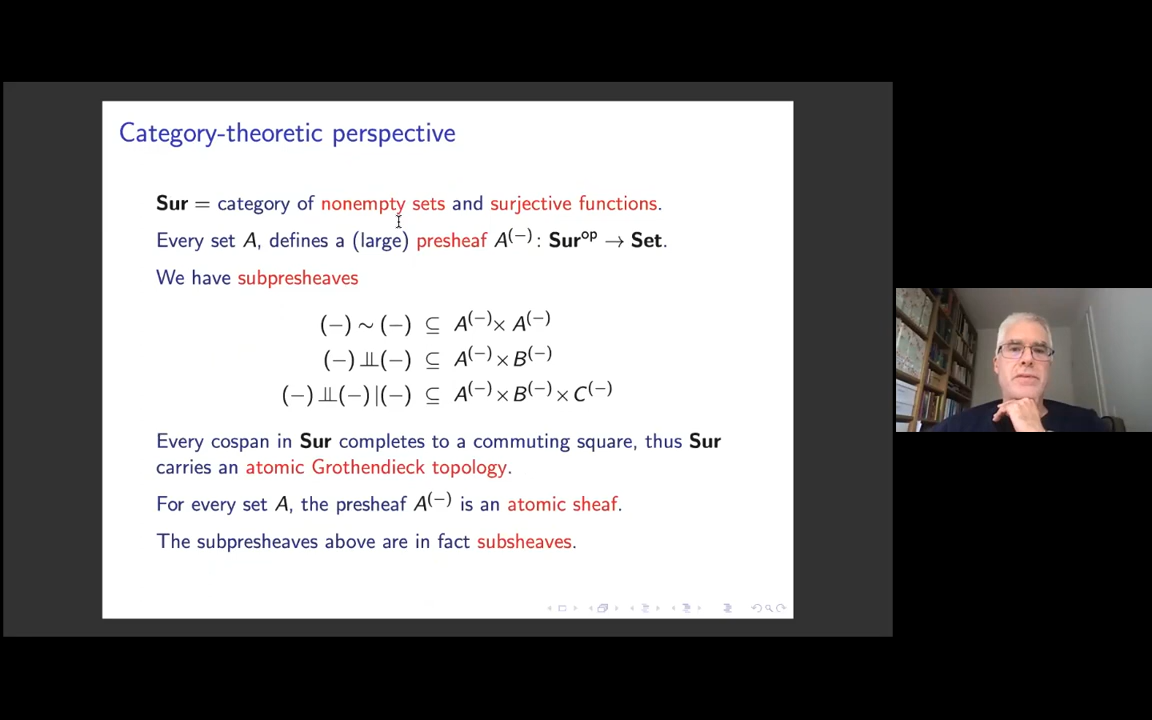 Category-theoretic perspective
Sur = category of nonempty sets and surjective functions.
Every set A, defines a (large) presheaf A⁽⁻⁾ : Surᵒᵖ → Set.
We have subpresheaves
(−) ∼ (−) ⊆ A⁽⁻⁾ × A⁽⁻⁾
(−) ⫫ (−) ⊆ A⁽⁻⁾ × B⁽⁻⁾
(−) ⫫ (−) | (−) ⊆ A⁽⁻⁾ × B⁽⁻⁾ × C⁽⁻⁾
Every cospan in Sur completes to a commuting square, thus Sur
carries an atomic Grothendieck topology.
For every set A, the presheaf A⁽⁻⁾ is an atomic sheaf.
The subpresheaves above are in fact subsheaves.